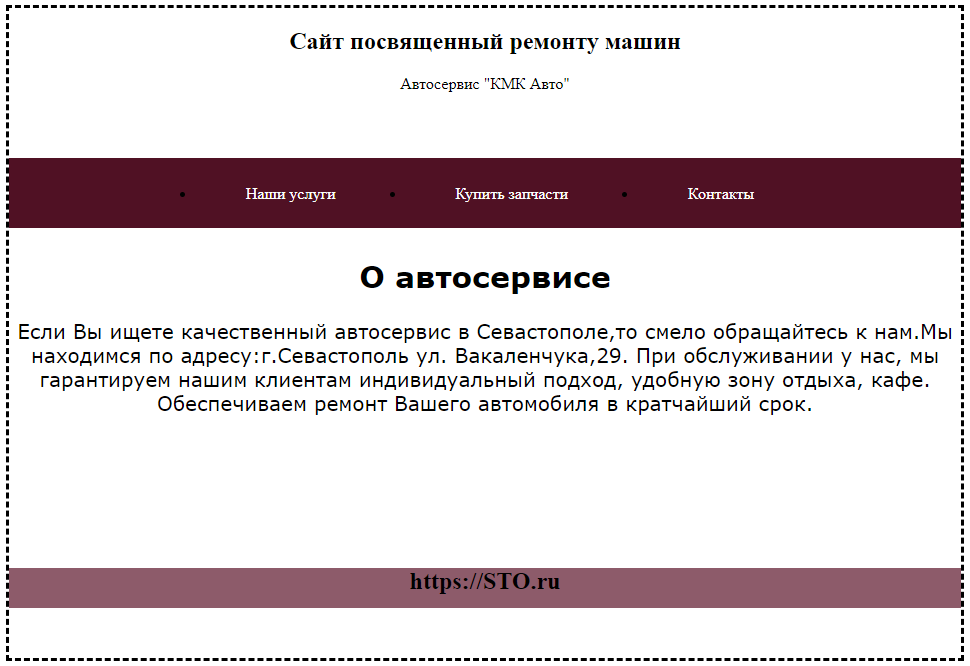 Сайт посвященный ремонту машин
Автосервис "КМК Авто"
• Наши услуги • Купить запчасти • Контакты
О автосервисе
Если Вы ищете качественный автосервис в Севастополе,то смело обращайтесь к нам.Мы
находимся по адресу:г.Севастополь ул. Вакаленчука,29. При обслуживании у нас, мы
гарантируем нашим клиентам индивидуальный подход, удобную зону отдыха, кафе.
Обеспечиваем ремонт Вашего автомобиля в кратчайший срок.
https://STO.ru